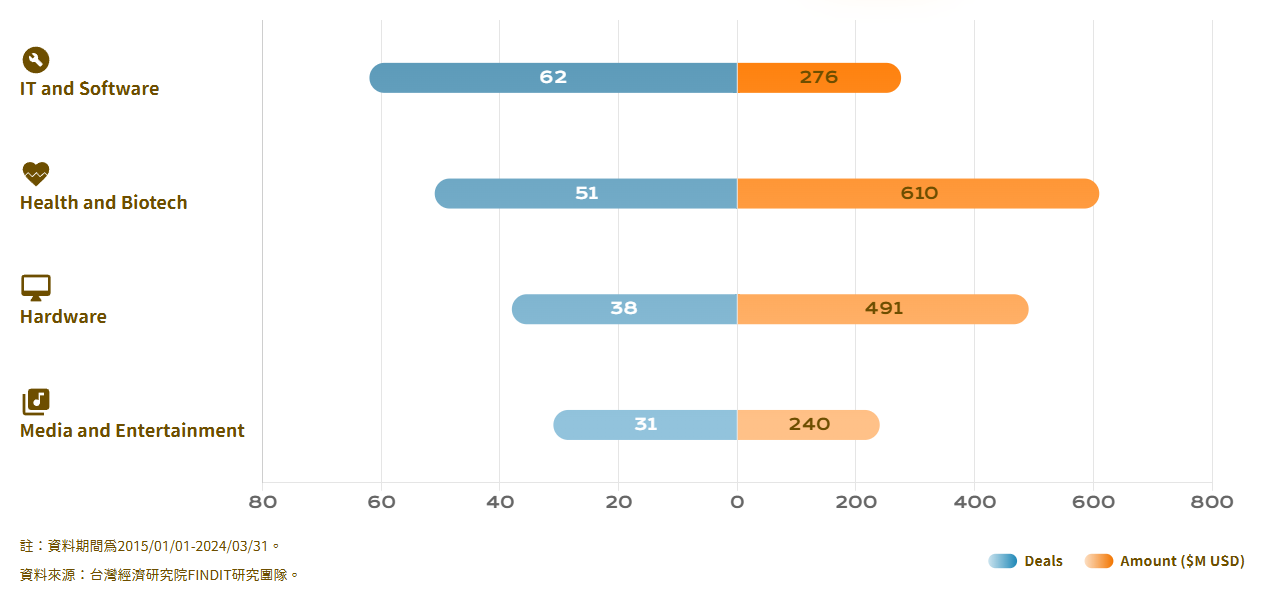 IT and Software
62
276
Health and Biotech
51
610
Hardware
38
491
Media and Entertainment
31
240
80 60 40 20 0 200 400 600 800
註：資料期間為2015/01/01-2024/03/31。
資料來源：台灣經濟研究院FINDIT研究團隊。
Deals Amount ($M USD)